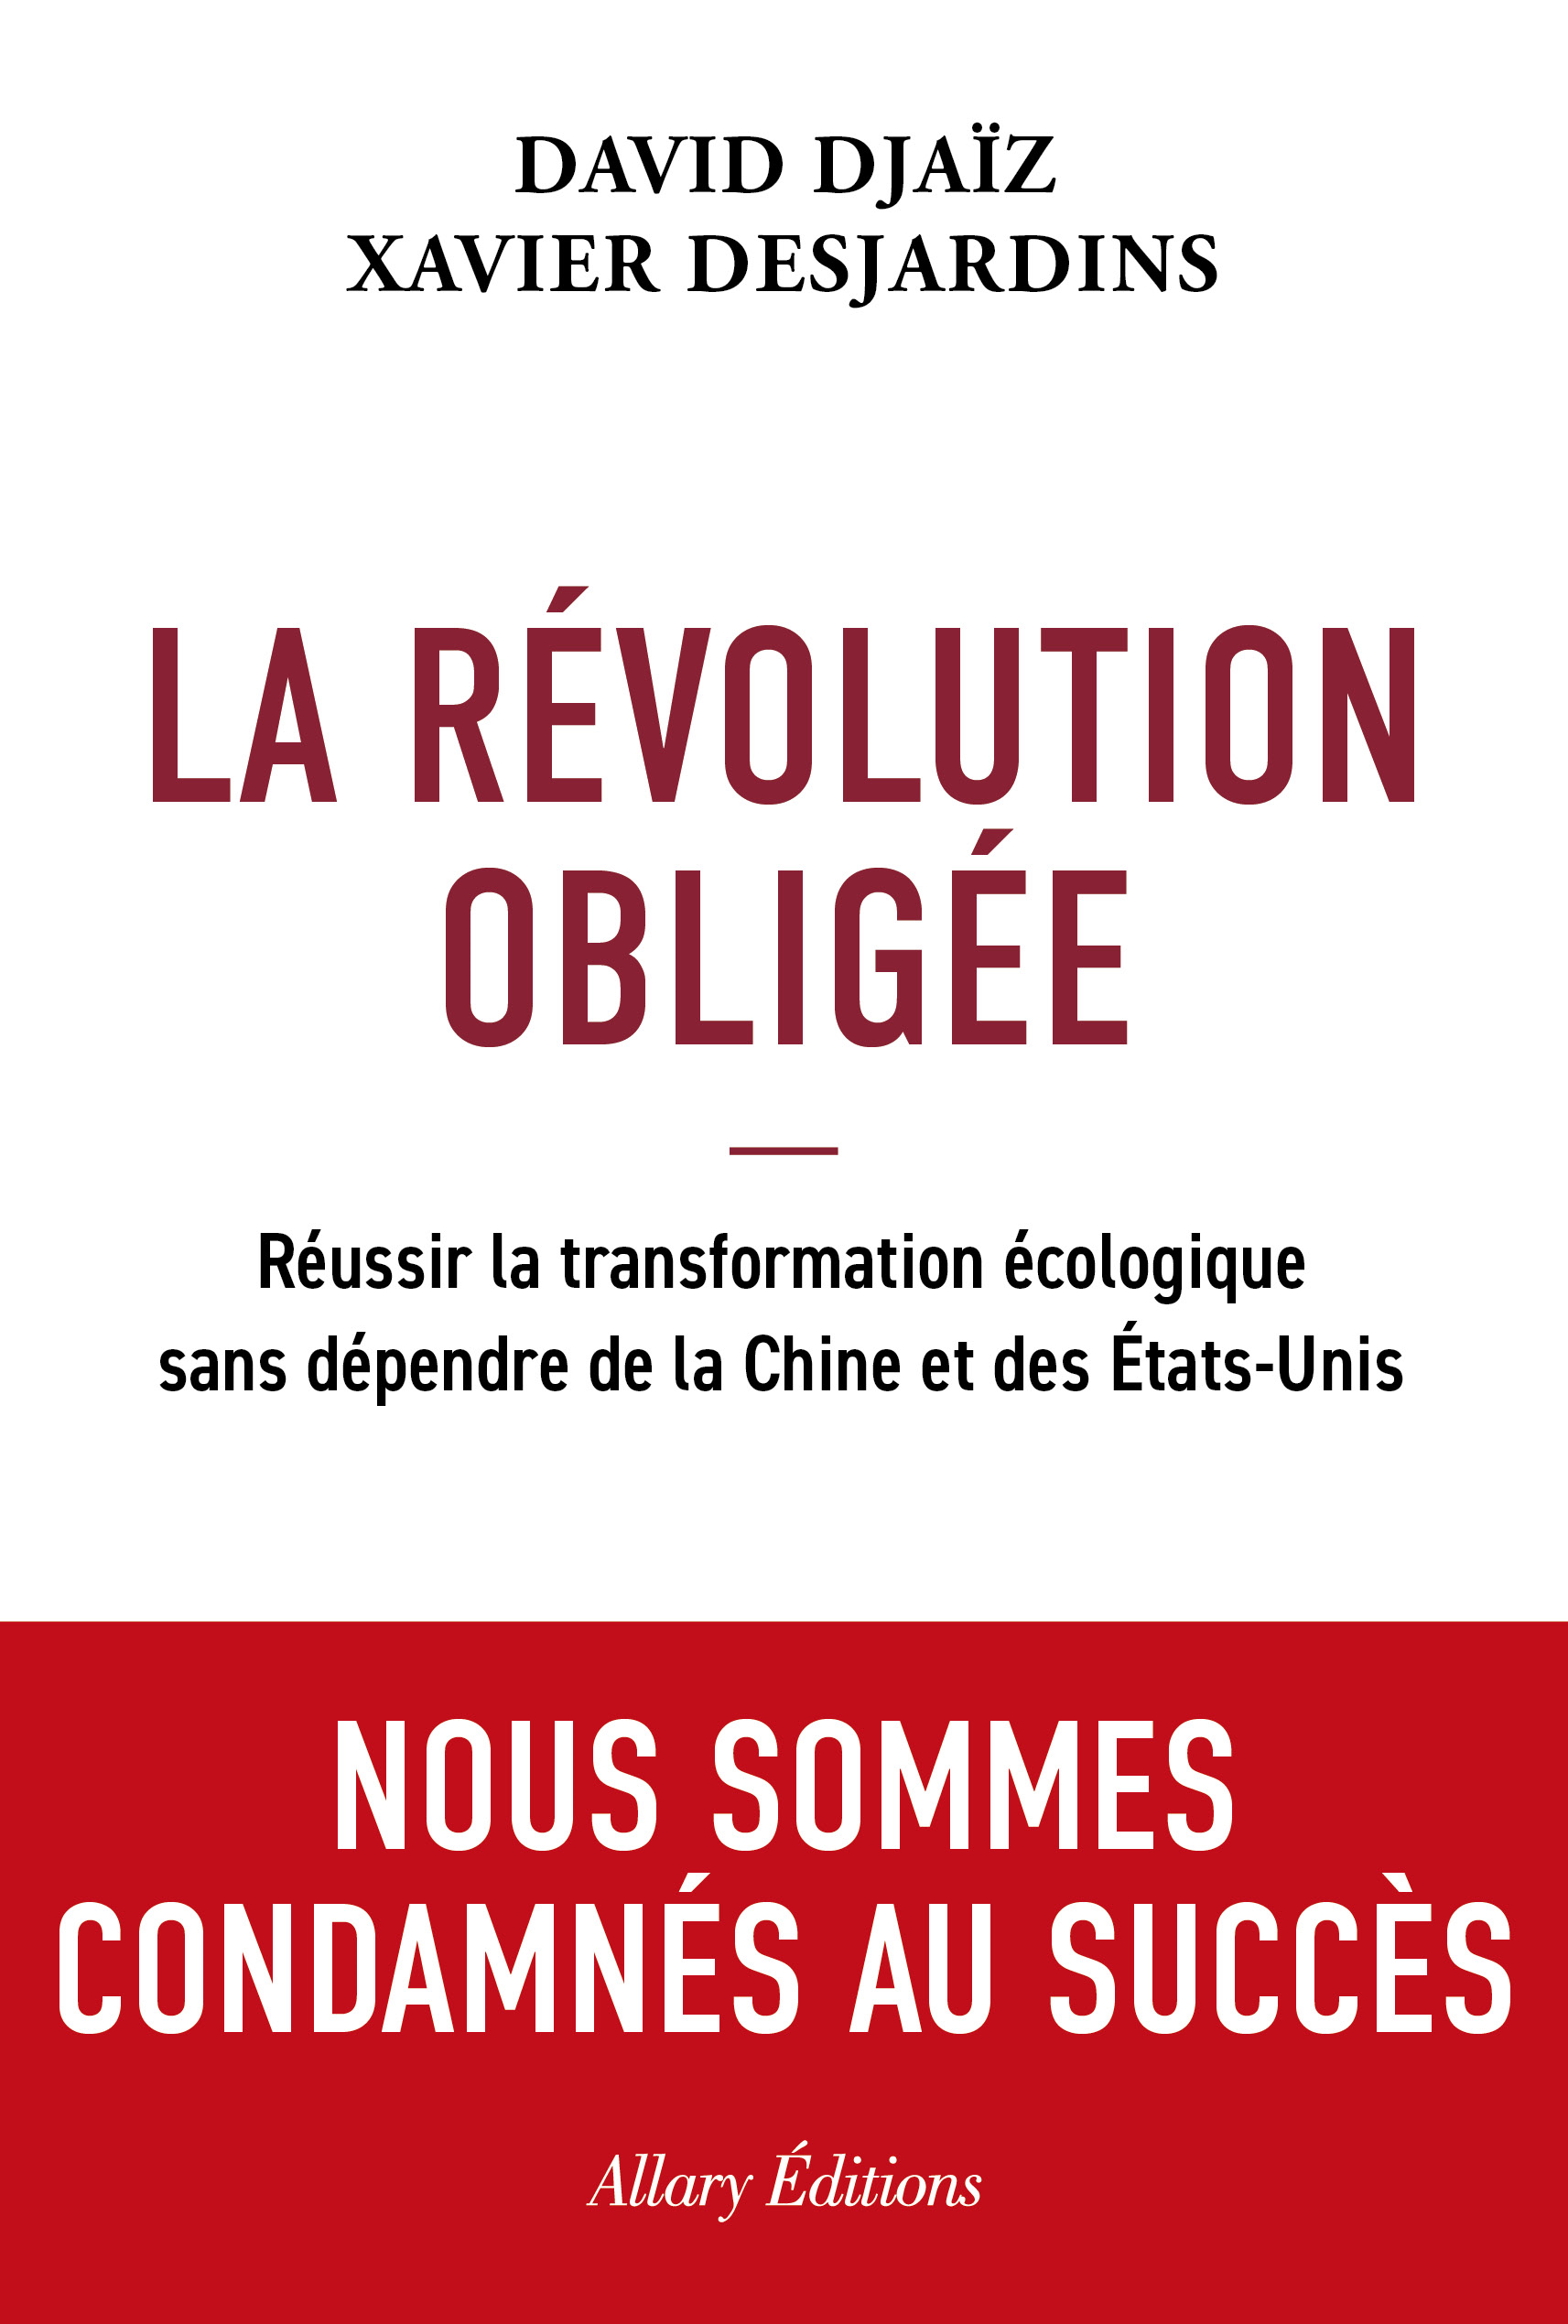 DAVID DJAÏZ
XAVIER DESJARDINS
LA RÉVOLUTION
OBLIGÉE
Réussir la transformation écologique
sans dépendre de la Chine et des États-Unis
NOUS SOMMES
CONDAMNÉS AU SUCCÈS
Allary Éditions